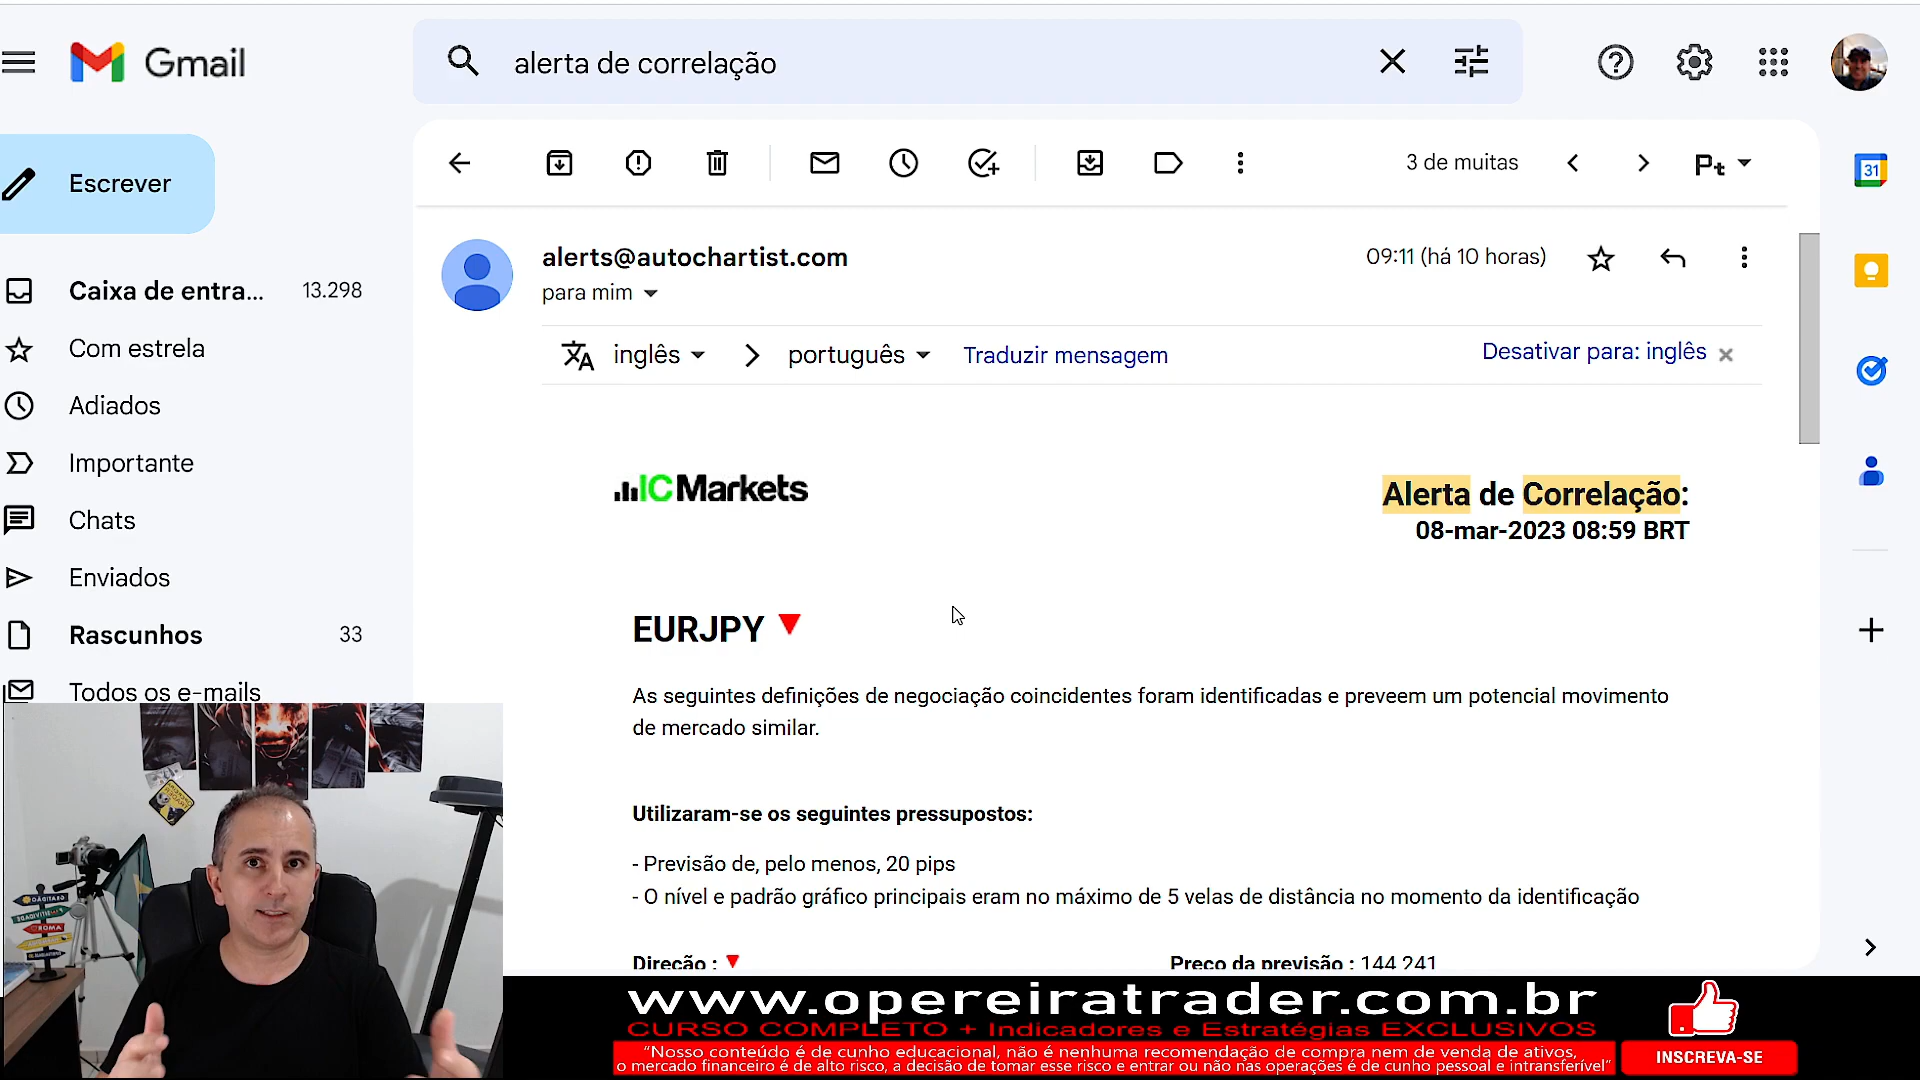 Gmail
alerta de correlação
Escrever
3 de muitas
Caixa de entra... 13.298
Com estrela
Adiados
Importante
Chats
Enviados
Rascunhos 33
Todos os e-mails
alerts@autochartist.com
09:11 (há 10 horas)
para mim
inglês
português
Traduzir mensagem
Desativar para: inglês
IC Markets
Alerta de Correlação:
08-mar-2023 08:59 BRT
EURJPY
As seguintes definições de negociação coincidentes foram identificadas e preveem um potencial movimento
de mercado similar.
Utilizaram-se os seguintes pressupostos:
- Previsão de, pelo menos, 20 pips
- O nível e padrão gráfico principais eram no máximo de 5 velas de distância no momento da identificação
Direção :
Preço da previsão : 144.241
31
Pt
ROMA
www.opereiratrader.com.br
CURSO COMPLETO + Indicadores e Estratégias EXCLUSIVOS
"Nosso conteúdo é de cunho educacional, não é nenhuma recomendação de compra nem de venda de ativos,
o mercado financeiro é de alto risco, a decisão de tomar esse risco e entrar ou não nas operações é de cunho pessoal e intransferível"
INSCREVA-SE